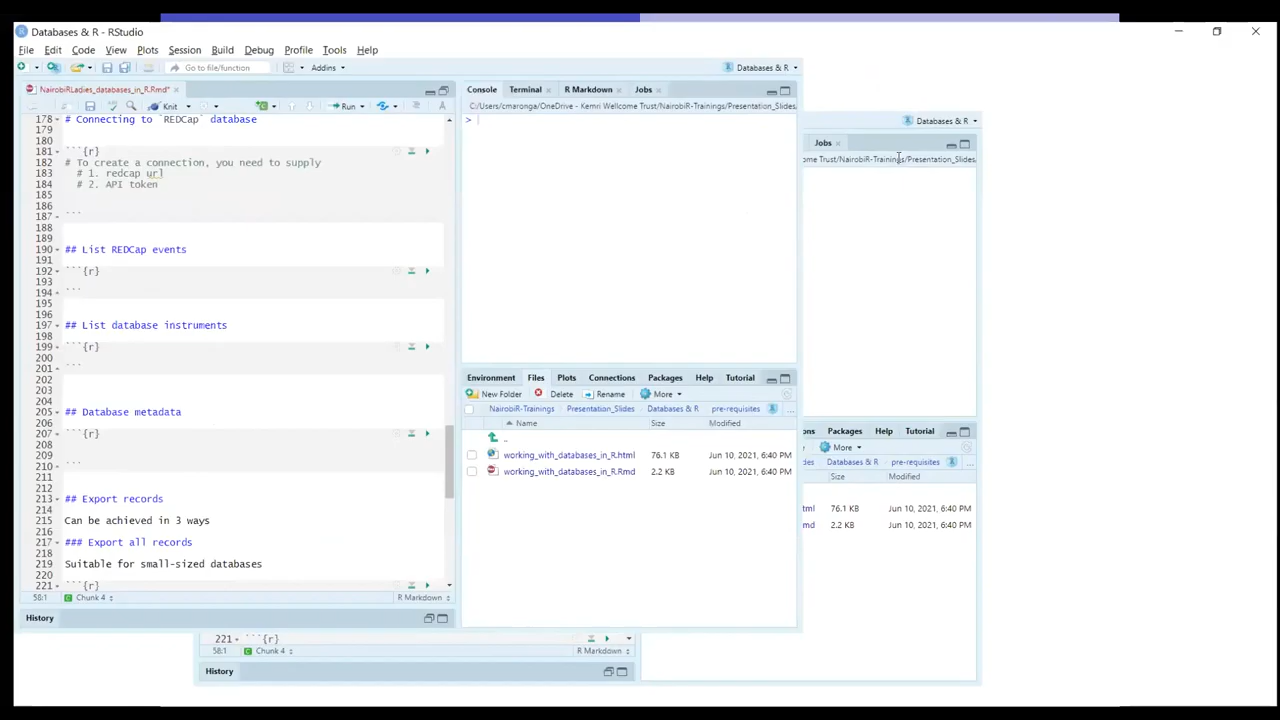 Databases & R - RStudio
File Edit Code View Plots Session Build Debug Profile Tools Help
Go to file/function Addins Databases & R
NairobiRLadies_databases_in_R.Rmd*
Knit Run
178 # Connecting to `REDCap` database
179
180
181 ```{r}
182 # To create a connection, you need to supply
183 # 1. redcap url
184 # 2. API token
185
186
187 ```
188
189
190 ## List REDCap events
191
192 ```{r}
193
194 ```
195
196
197 ## List database instruments
198
199 ```{r}
200
201 ```
202
203
204
205 ## Database metadata
206
207 ```{r}
208
209
210 ```
211
212
213 ## Export records
214
215 Can be achieved in 3 ways
216
217 ### Export all records
218
219 Suitable for small-sized databases
220
221 ```{r}
58:1 Chunk 4 R Markdown
History
Console Terminal R Markdown Jobs
C:/Users/cmaronga/OneDrive - Kemri Wellcome Trust/NairobiR-Trainings/Presentation_Slides
>
Environment Files Plots Connections Packages Help Tutorial
New Folder Delete Rename More
NairobiR-Trainings Presentation_Slides Databases & R pre-requisites ...
Name Size Modified
..
working_with_databases_in_R.html 76.1 KB Jun 10, 2021, 6:40 PM
working_with_databases_in_R.Rmd 2.2 KB Jun 10, 2021, 6:40 PM
Databases & R
Jobs
ome Trust/NairobiR-Trainings/Presentation_Slides
ons Packages Help Tutorial
More
des Databases & R pre-requisites ...
Size Modified
tml 76.1 KB Jun 10, 2021, 6:40 PM
md 2.2 KB Jun 10, 2021, 6:40 PM
221 ```{r}
58:1 Chunk 4 R Markdown
History